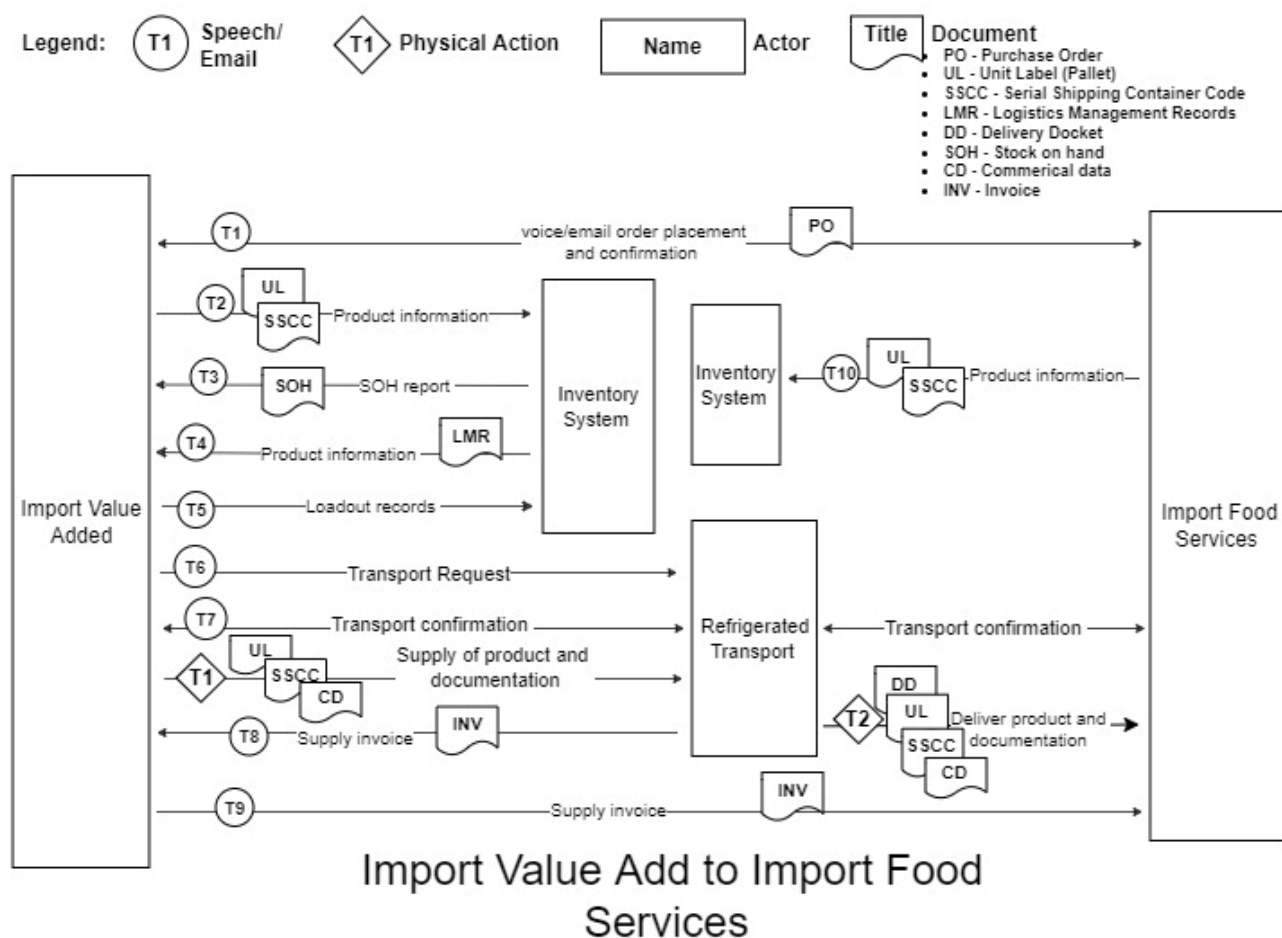 Legend:
T1
Speech/
Email
T1
Physical Action
Name
Actor
Title
Document
• PO - Purchase Order
• UL - Unit Label (Pallet)
• SSCC - Serial Shipping Container Code
• LMR - Logistics Management Records
• DD - Delivery Docket
• SOH - Stock on hand
• CD - Commerical data
• INV - Invoice
Import Value
Added
T1
voice/email order placement
and confirmation
PO
T2
UL
SSCC
Product information
T3
SOH
SOH report
T4
Product information
LMR
T5
Loadout records
Inventory
System
Inventory
System
T10
UL
SSCC
Product information
Import Food
Services
T6
Transport Request
T7
Transport confirmation
Refrigerated
Transport
Transport confirmation
T1
UL
SSCC
CD
Supply of product and
documentation
T2
DD
UL
SSCC
CD
Deliver product and
documentation
T8
Supply invoice
INV
T9
Supply invoice
INV
Import Value Add to Import Food
Services